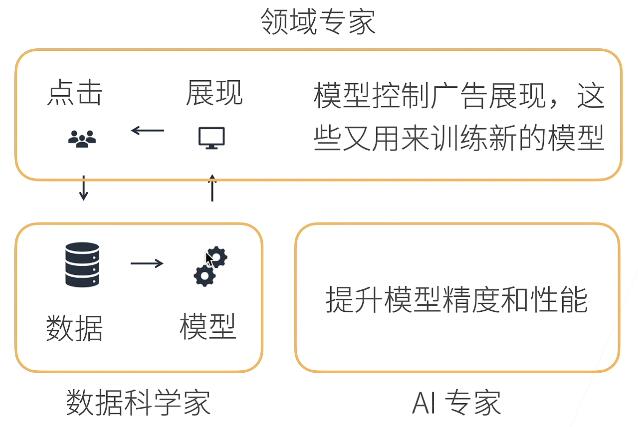 领域专家
点击
展现
模型控制广告展现，这
些又用来训练新的模型
数据
模型
提升模型精度和性能
数据科学家
AI 专家